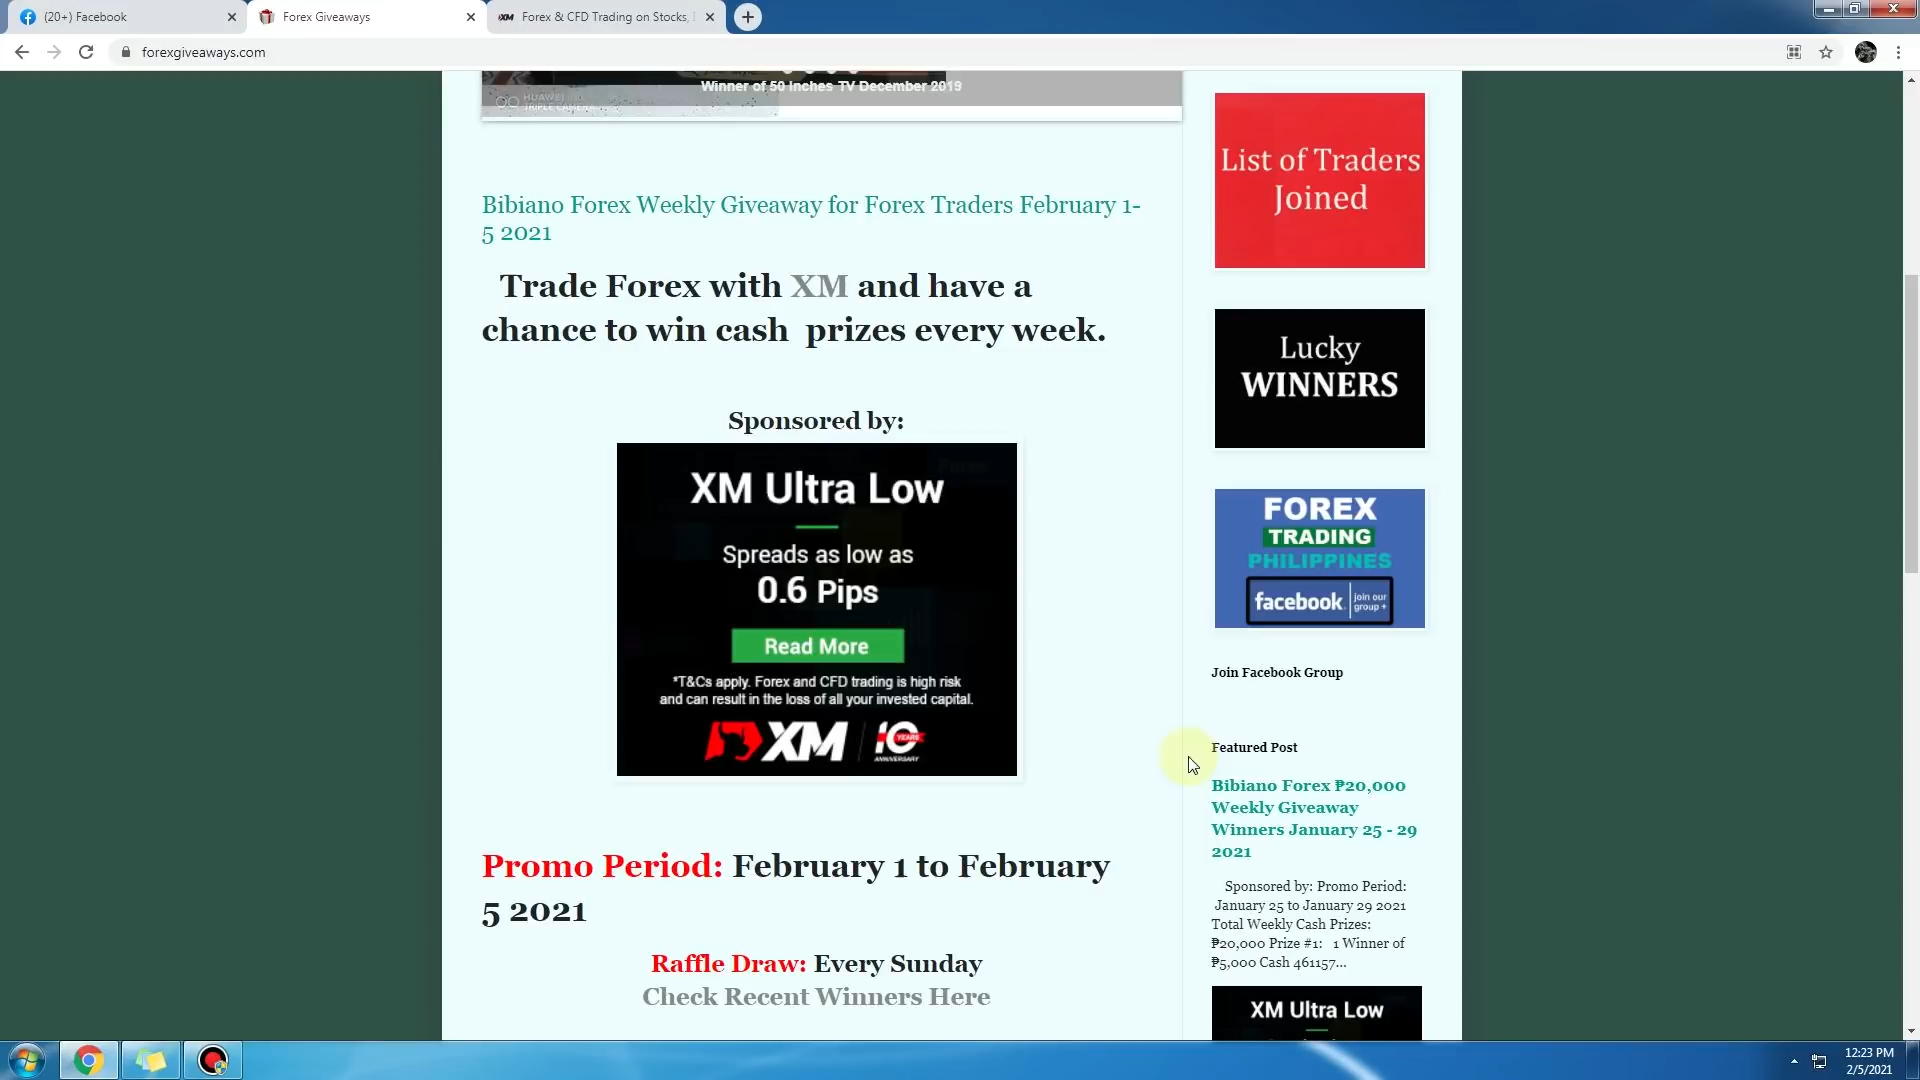 (20+) Facebook
Forex Giveaways
Forex & CFD Trading on Stocks,
forexgiveaways.com
Winner of 50 Inches TV December 2019
HUAWEI
TRIPLE CAMERA
Bibiano Forex Weekly Giveaway for Forex Traders February 1-
5 2021
Trade Forex with XM and have a
chance to win cash prizes every week.
Sponsored by:
XM Ultra Low
Spreads as low as
0.6 Pips
Read More
*T&Cs apply. Forex and CFD trading is high risk
and can result in the loss of all your invested capital.
XM 10 YEARS
ANNIVERSARY
Promo Period: February 1 to February
5 2021
Raffle Draw: Every Sunday
Check Recent Winners Here
List of Traders
Joined
Lucky
WINNERS
FOREX
TRADING
PHILIPPINES
facebook. join our
group +
Join Facebook Group
Featured Post
Bibiano Forex ₱20,000
Weekly Giveaway
Winners January 25 - 29
2021
Sponsored by: Promo Period:
January 25 to January 29 2021
Total Weekly Cash Prizes:
₱20,000 Prize #1: 1 Winner of
₱5,000 Cash 461157...
XM Ultra Low
12:23 PM
2/5/2021